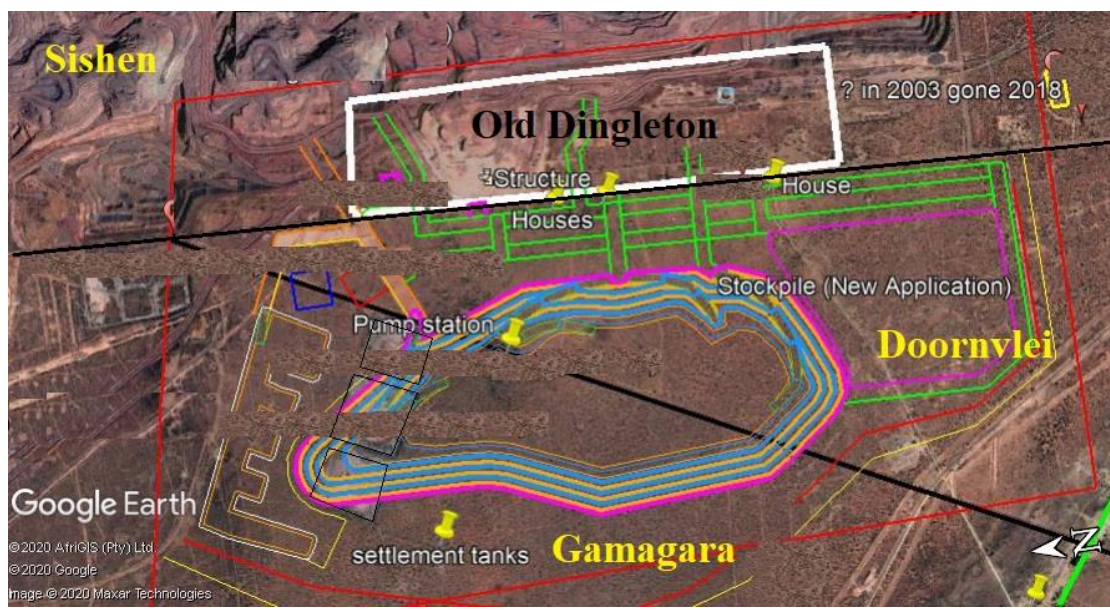 Sishen
? in 2003 gone 2018
Old Dingleton
Structure
House
Houses
Stockpile (New Application)
Pump station
Doornvlei
Google Earth
settlement tanks
Gamagara
N
© 2020 AfriGIS (Pty) Ltd.
© 2020 Google
Image © 2020 Maxar Technologies